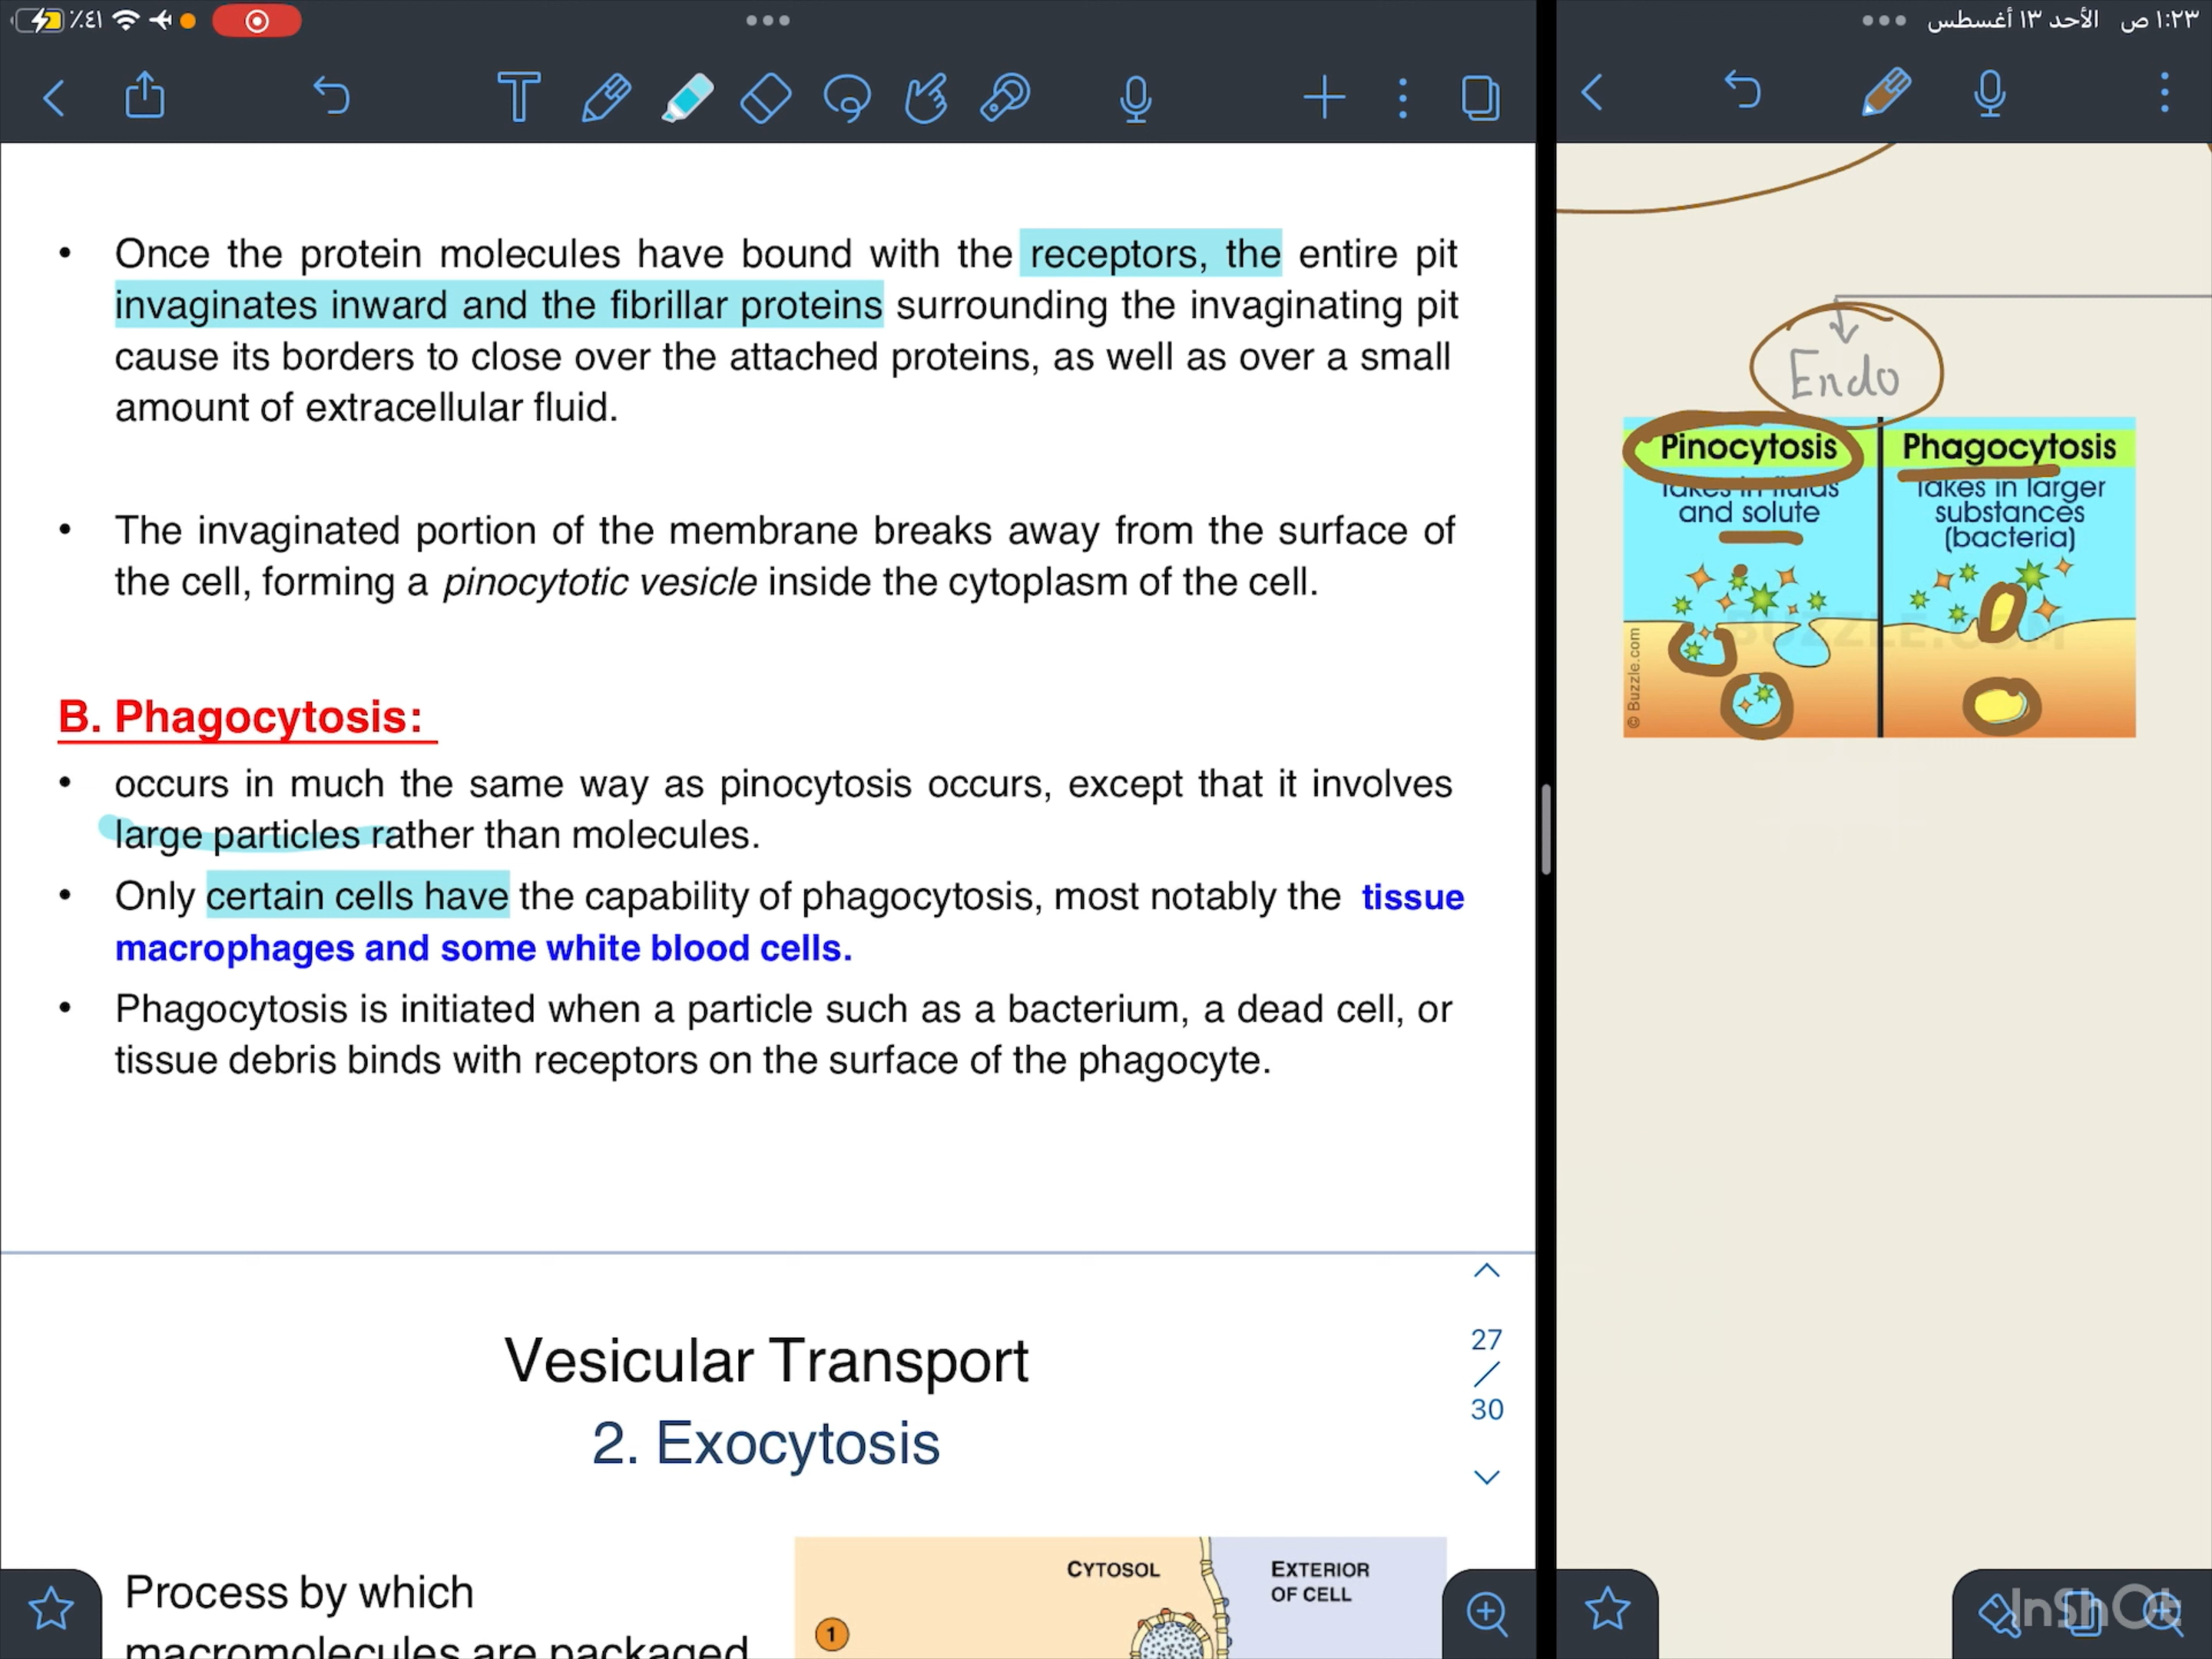 ٪٤١
• Once the protein molecules have bound with the receptors, the entire pit
invaginates inward and the fibrillar proteins surrounding the invaginating pit
cause its borders to close over the attached proteins, as well as over a small
amount of extracellular fluid.
• The invaginated portion of the membrane breaks away from the surface of
the cell, forming a pinocytotic vesicle inside the cytoplasm of the cell.
B. Phagocytosis:
• occurs in much the same way as pinocytosis occurs, except that it involves
large particles rather than molecules.
• Only certain cells have the capability of phagocytosis, most notably the tissue
macrophages and some white blood cells.
• Phagocytosis is initiated when a particle such as a bacterium, a dead cell, or
tissue debris binds with receptors on the surface of the phagocyte.
27
/
30
Vesicular Transport
2. Exocytosis
Process by which
macromolecules are packaged
CYTOSOL
EXTERIOR
OF CELL
1
١:٢٣ ص الأحد ١٣ أغسطس
Endo
Pinocytosis
Takes in fluids
and solute
Phagocytosis
Takes in larger
substances
(bacteria)
BUZZLE.COM
© Buzzle.com
InShOt